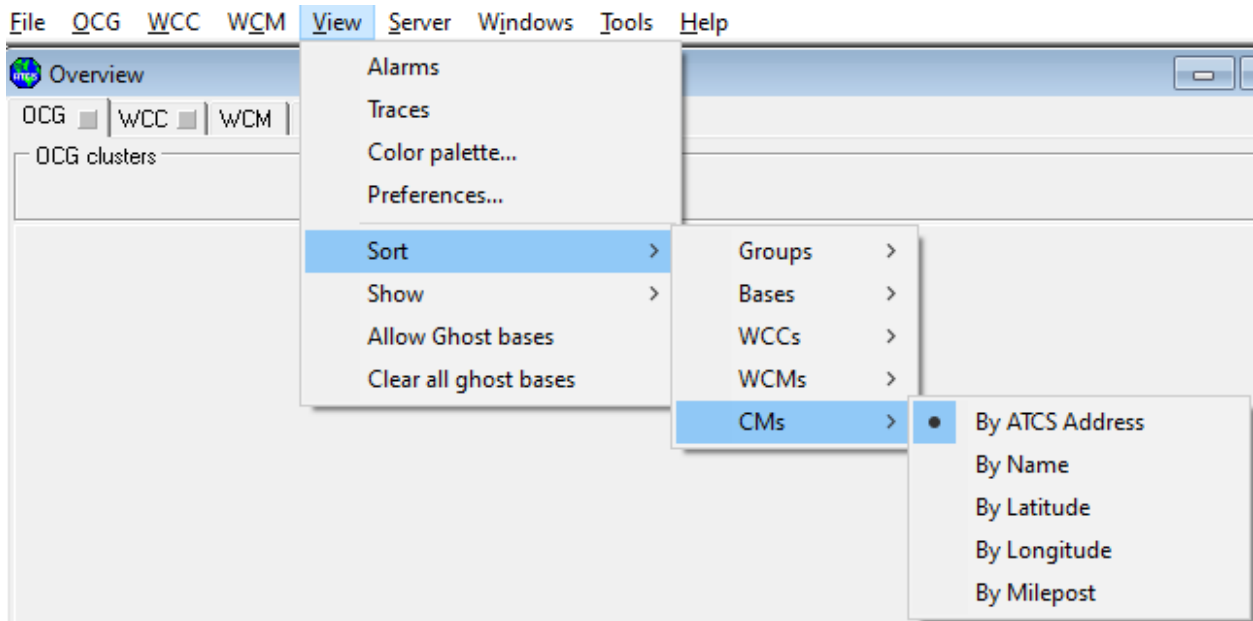 File OCG WCC WCM View Server Windows Tools Help
Overview
OCG WCC WCM
OCG clusters
Alarms
Traces
Color palette...
Preferences...
Sort
Show
Allow Ghost bases
Clear all ghost bases
Groups
Bases
WCCs
WCMs
CMs
By ATCS Address
By Name
By Latitude
By Longitude
By Milepost